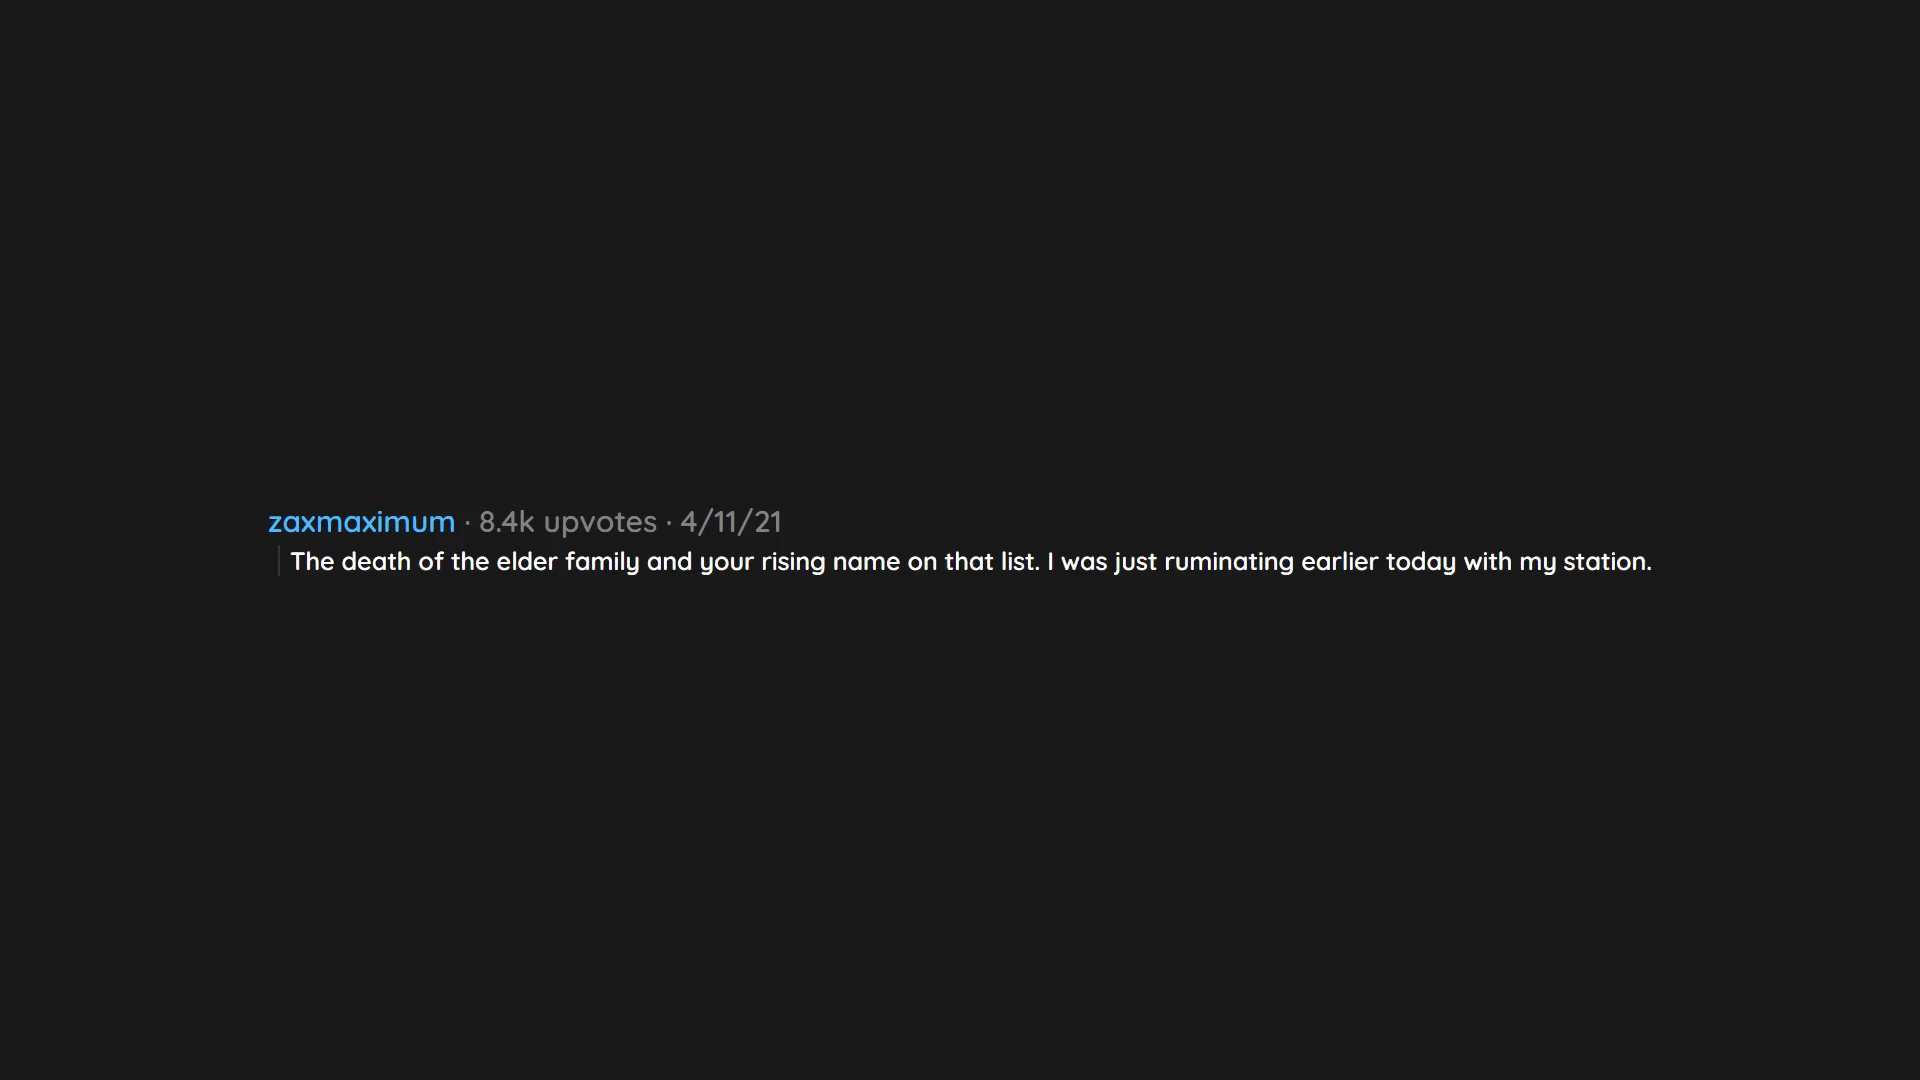 zaxmaximum · 8.4k upvotes · 4/11/21
The death of the elder family and your rising name on that list. I was just ruminating earlier today with my station.